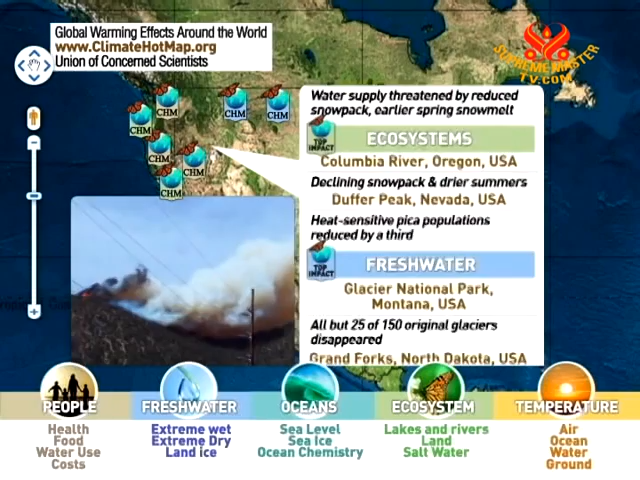 Global Warming Effects Around the World
www.ClimateHotMap.org
Union of Concerned Scientists
SUPREME MASTER
TV.COM
CHM
CHM
CHM
CHM
CHM
CHM
CHM
Water supply threatened by reduced
snowpack, earlier spring snowmelt
TOP
IMPACT
ECOSYSTEMS
Columbia River, Oregon, USA
Declining snowpack & drier summers
Duffer Peak, Nevada, USA
Heat-sensitive pica populations
reduced by a third
TOP
IMPACT
FRESHWATER
Glacier National Park,
Montana, USA
All but 25 of 150 original glaciers
disappeared
Grand Forks, North Dakota, USA
PEOPLE
Health
Food
Water Use
Costs
FRESHWATER
Extreme wet
Extreme Dry
Land ice
OCEANS
Sea Level
Sea Ice
Ocean Chemistry
ECOSYSTEM
Lakes and rivers
Land
Salt Water
TEMPERATURE
Air
Ocean
Water
Ground